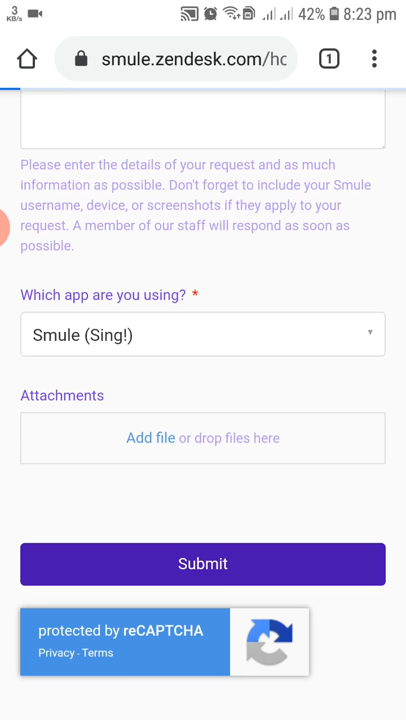 3
KB/s
42% 8:23 pm
smule.zendesk.com/hc
1
Please enter the details of your request and as much
information as possible. Don't forget to include your Smule
username, device, or screenshots if they apply to your
request. A member of our staff will respond as soon as
possible.
Which app are you using? *
Smule (Sing!)
Attachments
Add file or drop files here
Submit
protected by reCAPTCHA
Privacy - Terms